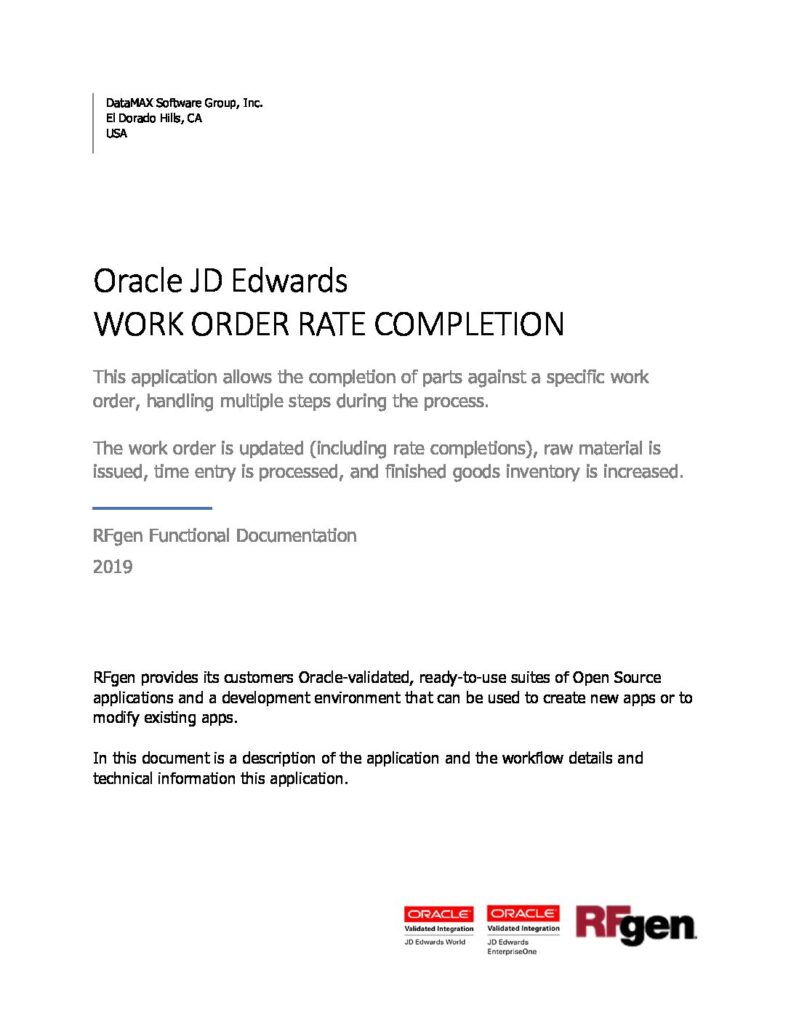 DataMAX Software Group, Inc.
El Dorado Hills, CA
USA
Oracle JD Edwards
WORK ORDER RATE COMPLETION
This application allows the completion of parts against a specific work
order, handling multiple steps during the process.
The work order is updated (including rate completions), raw material is
issued, time entry is processed, and finished goods inventory is increased.
RFgen Functional Documentation
2019
RFgen provides its customers Oracle-validated, ready-to-use suites of Open Source
applications and a development environment that can be used to create new apps or to
modify existing apps.
In this document is a description of the application and the workflow details and
technical information this application.
ORACLE
Validated Integration
JD Edwards World
ORACLE
Validated Integration
JD Edwards
EnterpriseOne
RFgen